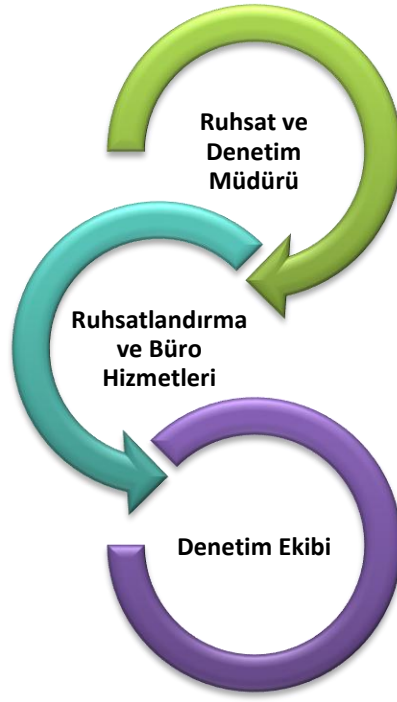 Ruhsat ve
Denetim
Müdürü
Ruhsatlandırma
ve Büro
Hizmetleri
Denetim Ekibi